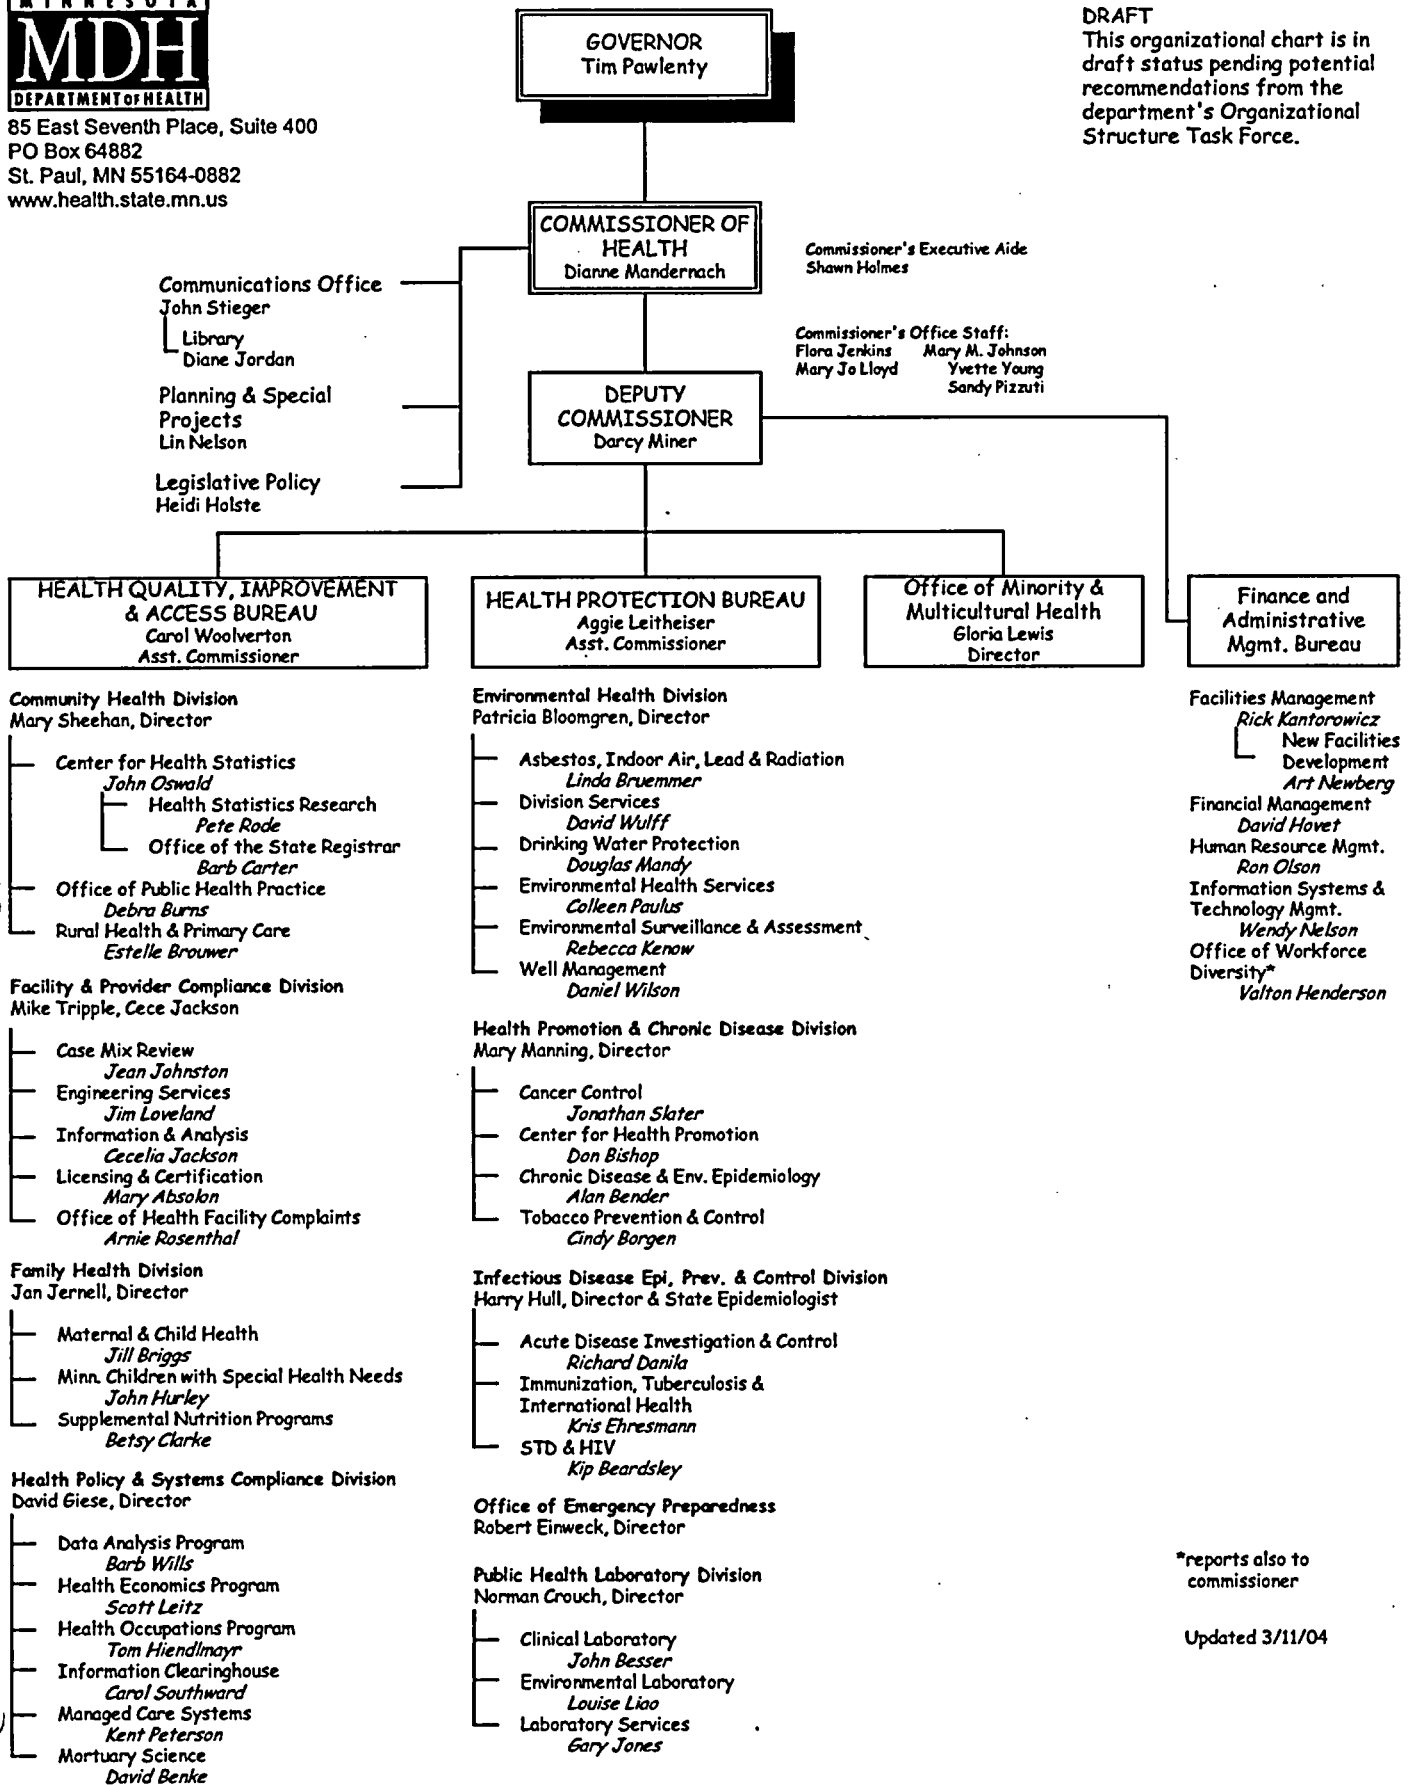 MINNESOTA
MDH
DEPARTMENT OF HEALTH
85 East Seventh Place, Suite 400
PO Box 64882
St. Paul, MN 55164-0882
www.health.state.mn.us
GOVERNOR
Tim Pawlenty
DRAFT
This organizational chart is in
draft status pending potential
recommendations from the
department's Organizational
Structure Task Force.
COMMISSIONER OF
HEALTH
Dianne Mandernach
Commissioner's Executive Aide
Shawn Holmes
Communications Office
John Stieger
Library
Diane Jordan
Planning & Special
Projects
Lin Nelson
Legislative Policy
Heidi Holste
Commissioner's Office Staff:
Flora Jenkins Mary M. Johnson
Mary Jo Lloyd Yvette Young
Sandy Pizzuti
DEPUTY
COMMISSIONER
Darcy Miner
HEALTH QUALITY, IMPROVEMENT
& ACCESS BUREAU
Carol Woolverton
Asst. Commissioner
HEALTH PROTECTION BUREAU
Aggie Leitheiser
Asst. Commissioner
Office of Minority &
Multicultural Health
Gloria Lewis
Director
Finance and
Administrative
Mgmt. Bureau
Community Health Division
Mary Sheehan, Director
Center for Health Statistics
John Oswald
Health Statistics Research
Pete Rode
Office of the State Registrar
Barb Carter
Office of Public Health Practice
Debra Burns
Rural Health & Primary Care
Estelle Brouwer
Facility & Provider Compliance Division
Mike Tripple, Cece Jackson
Case Mix Review
Jean Johnston
Engineering Services
Jim Loveland
Information & Analysis
Cecelia Jackson
Licensing & Certification
Mary Absolon
Office of Health Facility Complaints
Arnie Rosenthal
Family Health Division
Jan Jernell, Director
Maternal & Child Health
Jill Briggs
Minn. Children with Special Health Needs
John Hurley
Supplemental Nutrition Programs
Betsy Clarke
Health Policy & Systems Compliance Division
David Giese, Director
Data Analysis Program
Barb Wills
Health Economics Program
Scott Leitz
Health Occupations Program
Tom Hiendlmayr
Information Clearinghouse
Carol Southward
Managed Care Systems
Kent Peterson
Mortuary Science
David Benke
Environmental Health Division
Patricia Bloomgren, Director
Asbestos, Indoor Air, Lead & Radiation
Linda Bruemmer
Division Services
David Wulff
Drinking Water Protection
Douglas Mandy
Environmental Health Services
Colleen Paulus
Environmental Surveillance & Assessment
Rebecca Kenow
Well Management
Daniel Wilson
Health Promotion & Chronic Disease Division
Mary Manning, Director
Cancer Control
Jonathan Slater
Center for Health Promotion
Don Bishop
Chronic Disease & Env. Epidemiology
Alan Bender
Tobacco Prevention & Control
Cindy Borgen
Infectious Disease Epi, Prev. & Control Division
Harry Hull, Director & State Epidemiologist
Acute Disease Investigation & Control
Richard Danila
Immunization, Tuberculosis &
International Health
Kris Ehresmann
STD & HIV
Kip Beardsley
Office of Emergency Preparedness
Robert Einweck, Director
Public Health Laboratory Division
Norman Crouch, Director
Clinical Laboratory
John Besser
Environmental Laboratory
Louise Liao
Laboratory Services
Gary Jones
Facilities Management
Rick Kantorowicz
New Facilities
Development
Art Newberg
Financial Management
David Hovet
Human Resource Mgmt.
Ron Olson
Information Systems &
Technology Mgmt.
Wendy Nelson
Office of Workforce
Diversity*
Valton Henderson
*reports also to
commissioner
Updated 3/11/04